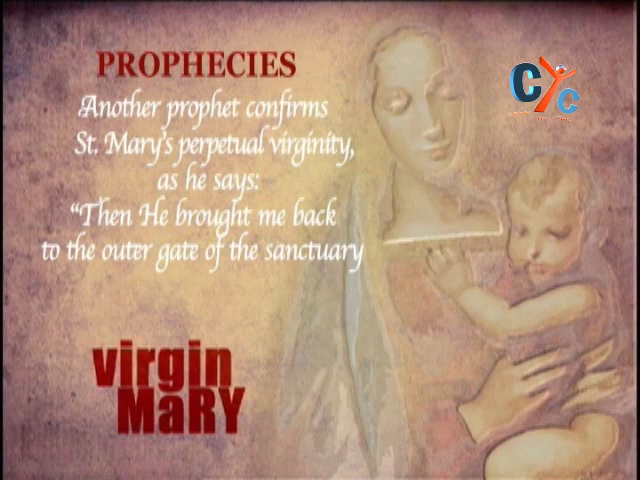 PROPHECIES
Another prophet confirms
St. Mary's perpetual virginity,
as he says:
“Then He brought me back
to the outer gate of the sanctuary
virgin
MaRY
CYC